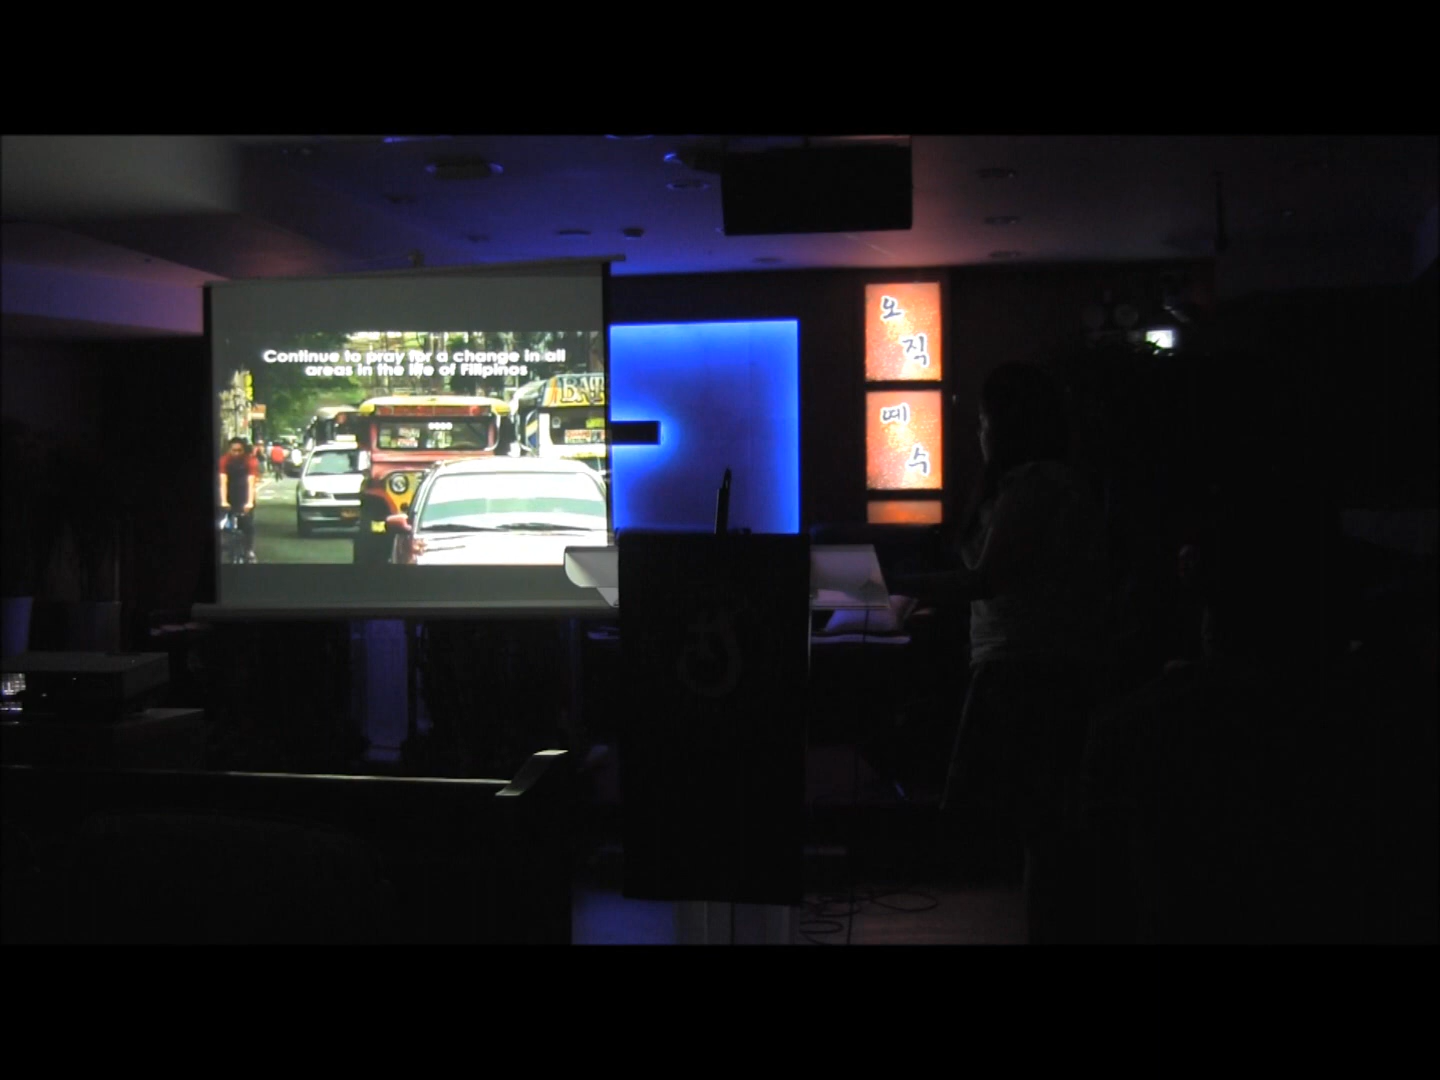 Continue to pray for a change in all
areas in the life of Filipinos
오
직
예
수